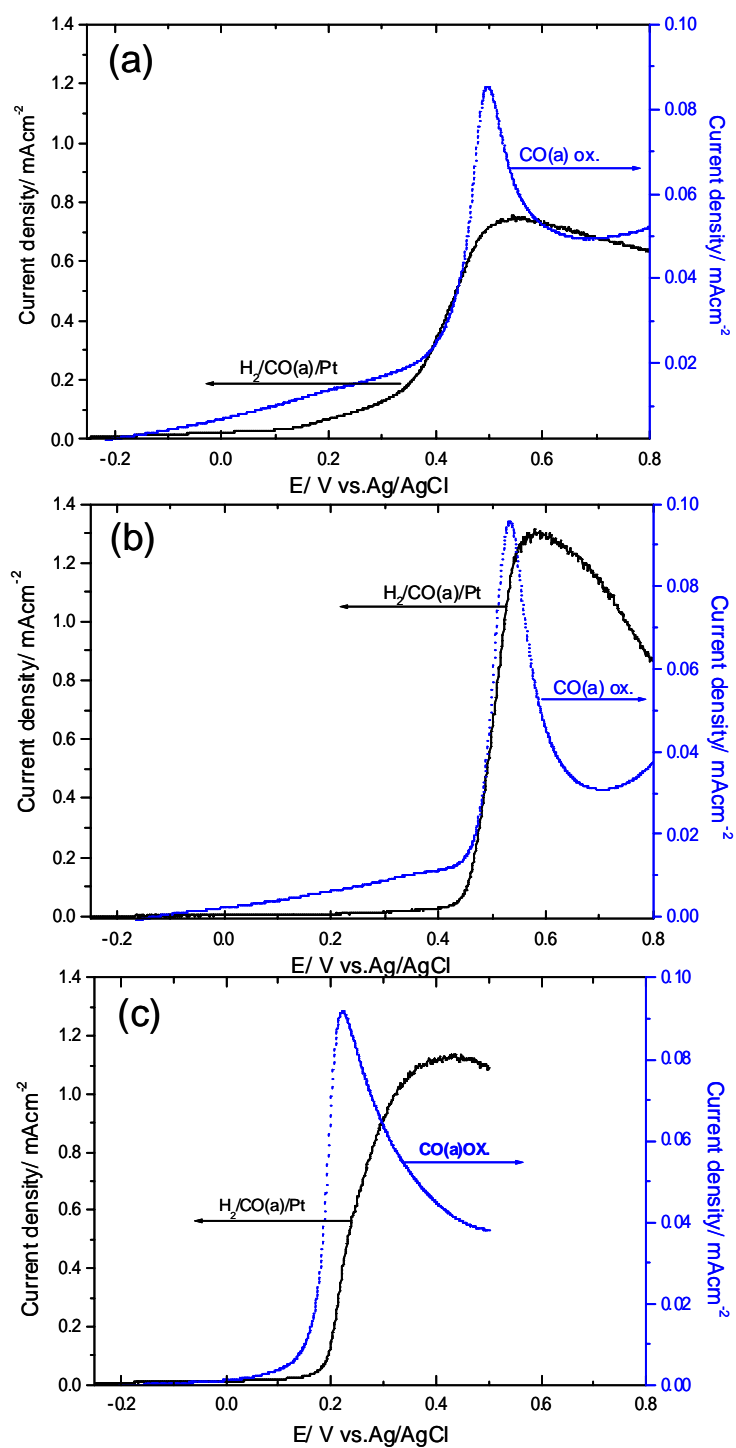 (a)
1.4
1.2
1.0
0.8
0.6
0.4
0.2
0.0
Current density/ mAcm-2
0.10
0.08
0.06
0.04
0.02
Current density/ mAcm-2
CO(a) ox.
H2/CO(a)/Pt
-0.2 0.0 0.2 0.4 0.6 0.8
E/ V vs.Ag/AgCl
(b)
1.4
1.2
1.0
0.8
0.6
0.4
0.2
0.0
Current density/ mAcm-2
0.10
0.08
0.06
0.04
0.02
0.00
Current density/ mAcm-2
H2/CO(a)/Pt
CO(a) ox.
-0.2 0.0 0.2 0.4 0.6 0.8
E/ V vs.Ag/AgCl
(c)
1.4
1.2
1.0
0.8
0.6
0.4
0.2
0.0
Current density/ mAcm-2
0.10
0.08
0.06
0.04
0.02
0.00
Current density/ mAcm-2
CO(a)OX.
H2/CO(a)/Pt
-0.2 0.0 0.2 0.4 0.6 0.8
E/ V vs.Ag/AgCl